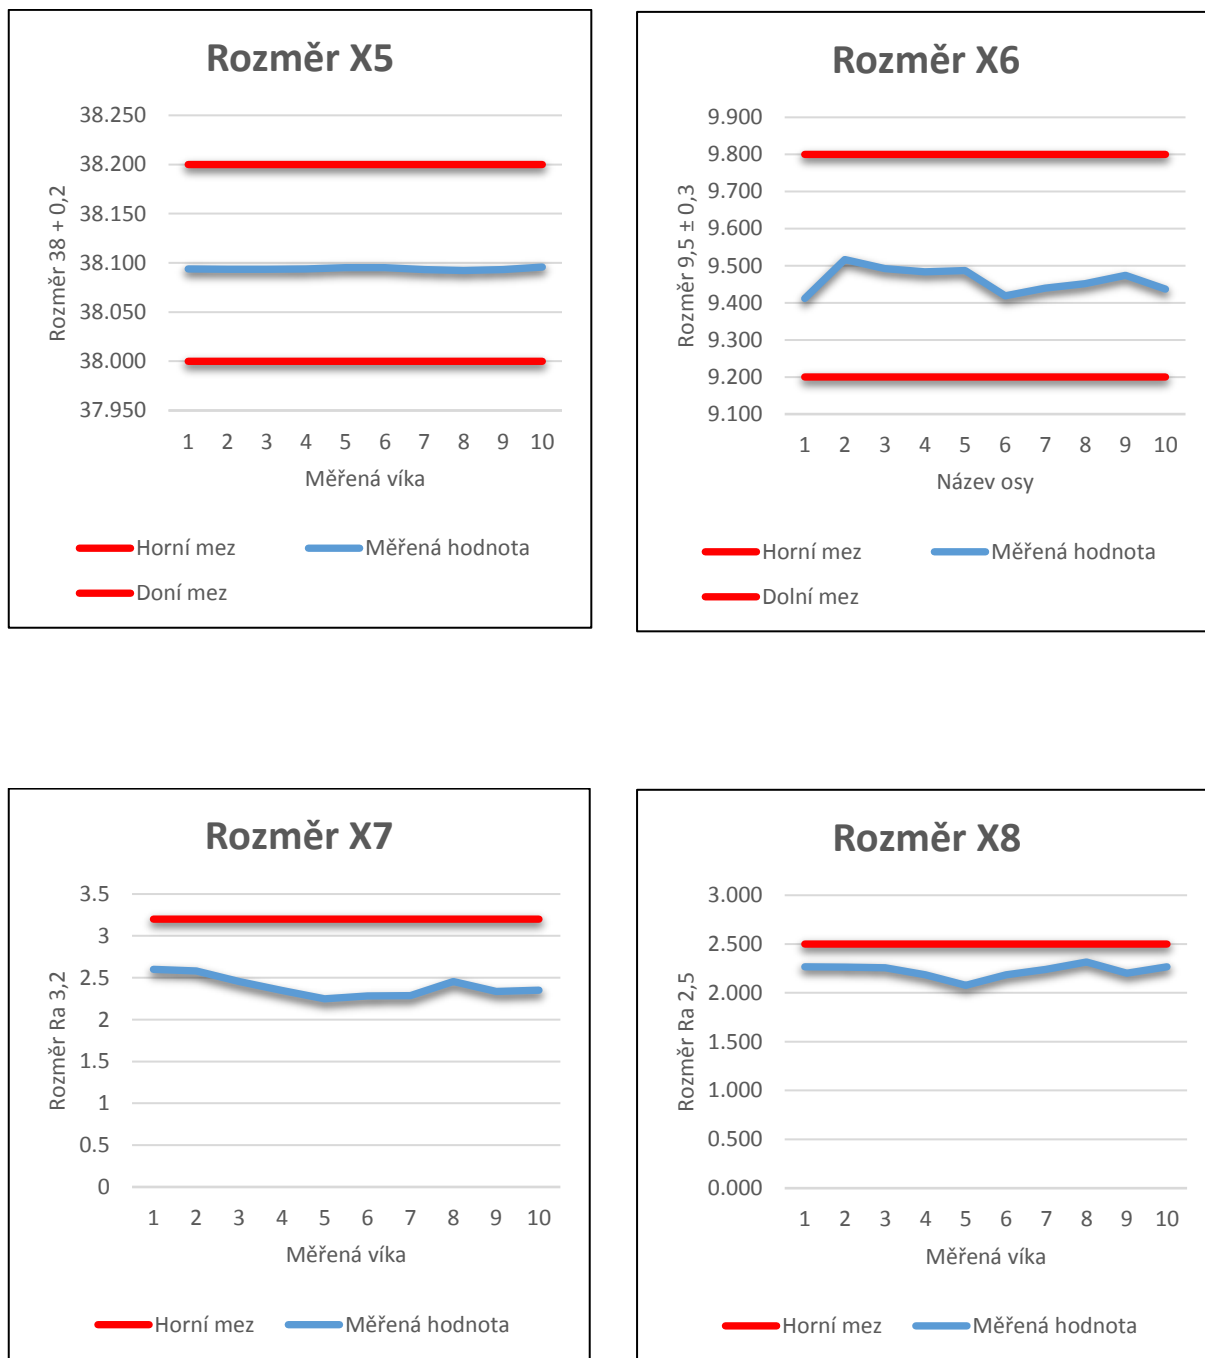 Rozměr X5
38.250
38.200
38.150
38.100
38.050
38.000
37.950
Rozměr 38 + 0,2
1 2 3 4 5 6 7 8 9 10
Měřená víka
Horní mez Měřená hodnota
Doní mez
Rozměr X6
9.900
9.800
9.700
9.600
9.500
9.400
9.300
9.200
9.100
Rozměr 9,5 ± 0,3
1 2 3 4 5 6 7 8 9 10
Název osy
Horní mez Měřená hodnota
Dolní mez
Rozměr X7
3.5
3
2.5
2
1.5
1
0.5
0
Rozměr Ra 3,2
1 2 3 4 5 6 7 8 9 10
Měřená víka
Horní mez Měřená hodnota
Rozměr X8
3.000
2.500
2.000
1.500
1.000
0.500
0.000
Rozměr Ra 2,5
1 2 3 4 5 6 7 8 9 10
Měřená víka
Horní mez Měřená hodnota